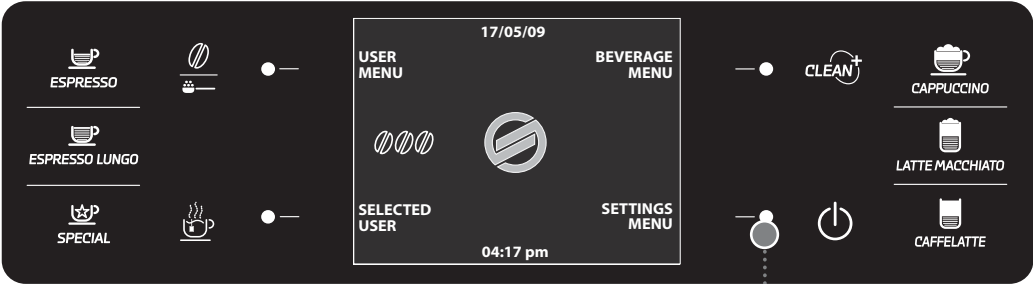 ESPRESSO
ESPRESSO LUNGO
SPECIAL
17/05/09
USER
MENU
BEVERAGE
MENU
SELECTED
USER
SETTINGS
MENU
04:17 pm
CLEAN+
CAPPUCCINO
LATTE MACCHIATO
CAFFELATTE